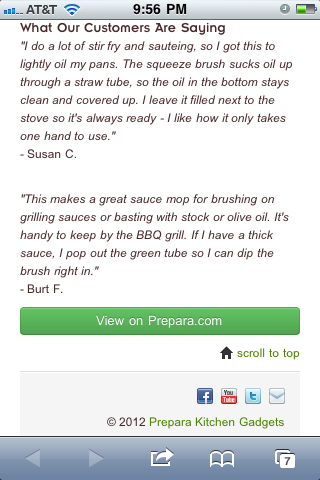 AT&T 9:56 PM
What Our Customers Are Saying
"I do a lot of stir fry and sauteing, so I got this to
lightly oil my pans. The squeeze brush sucks oil up
through a straw tube, so the oil in the bottom stays
clean and covered up. I leave it filled next to the
stove so it's always ready - I like how it only takes
one hand to use."
- Susan C.
"This makes a great sauce mop for brushing on
grilling sauces or basting with stock or olive oil. It's
handy to keep by the BBQ grill. If I have a thick
sauce, I pop out the green tube so I can dip the
brush right in."
- Burt F.
View on Prepara.com
scroll to top
f You Tube t
© 2012 Prepara Kitchen Gadgets
7